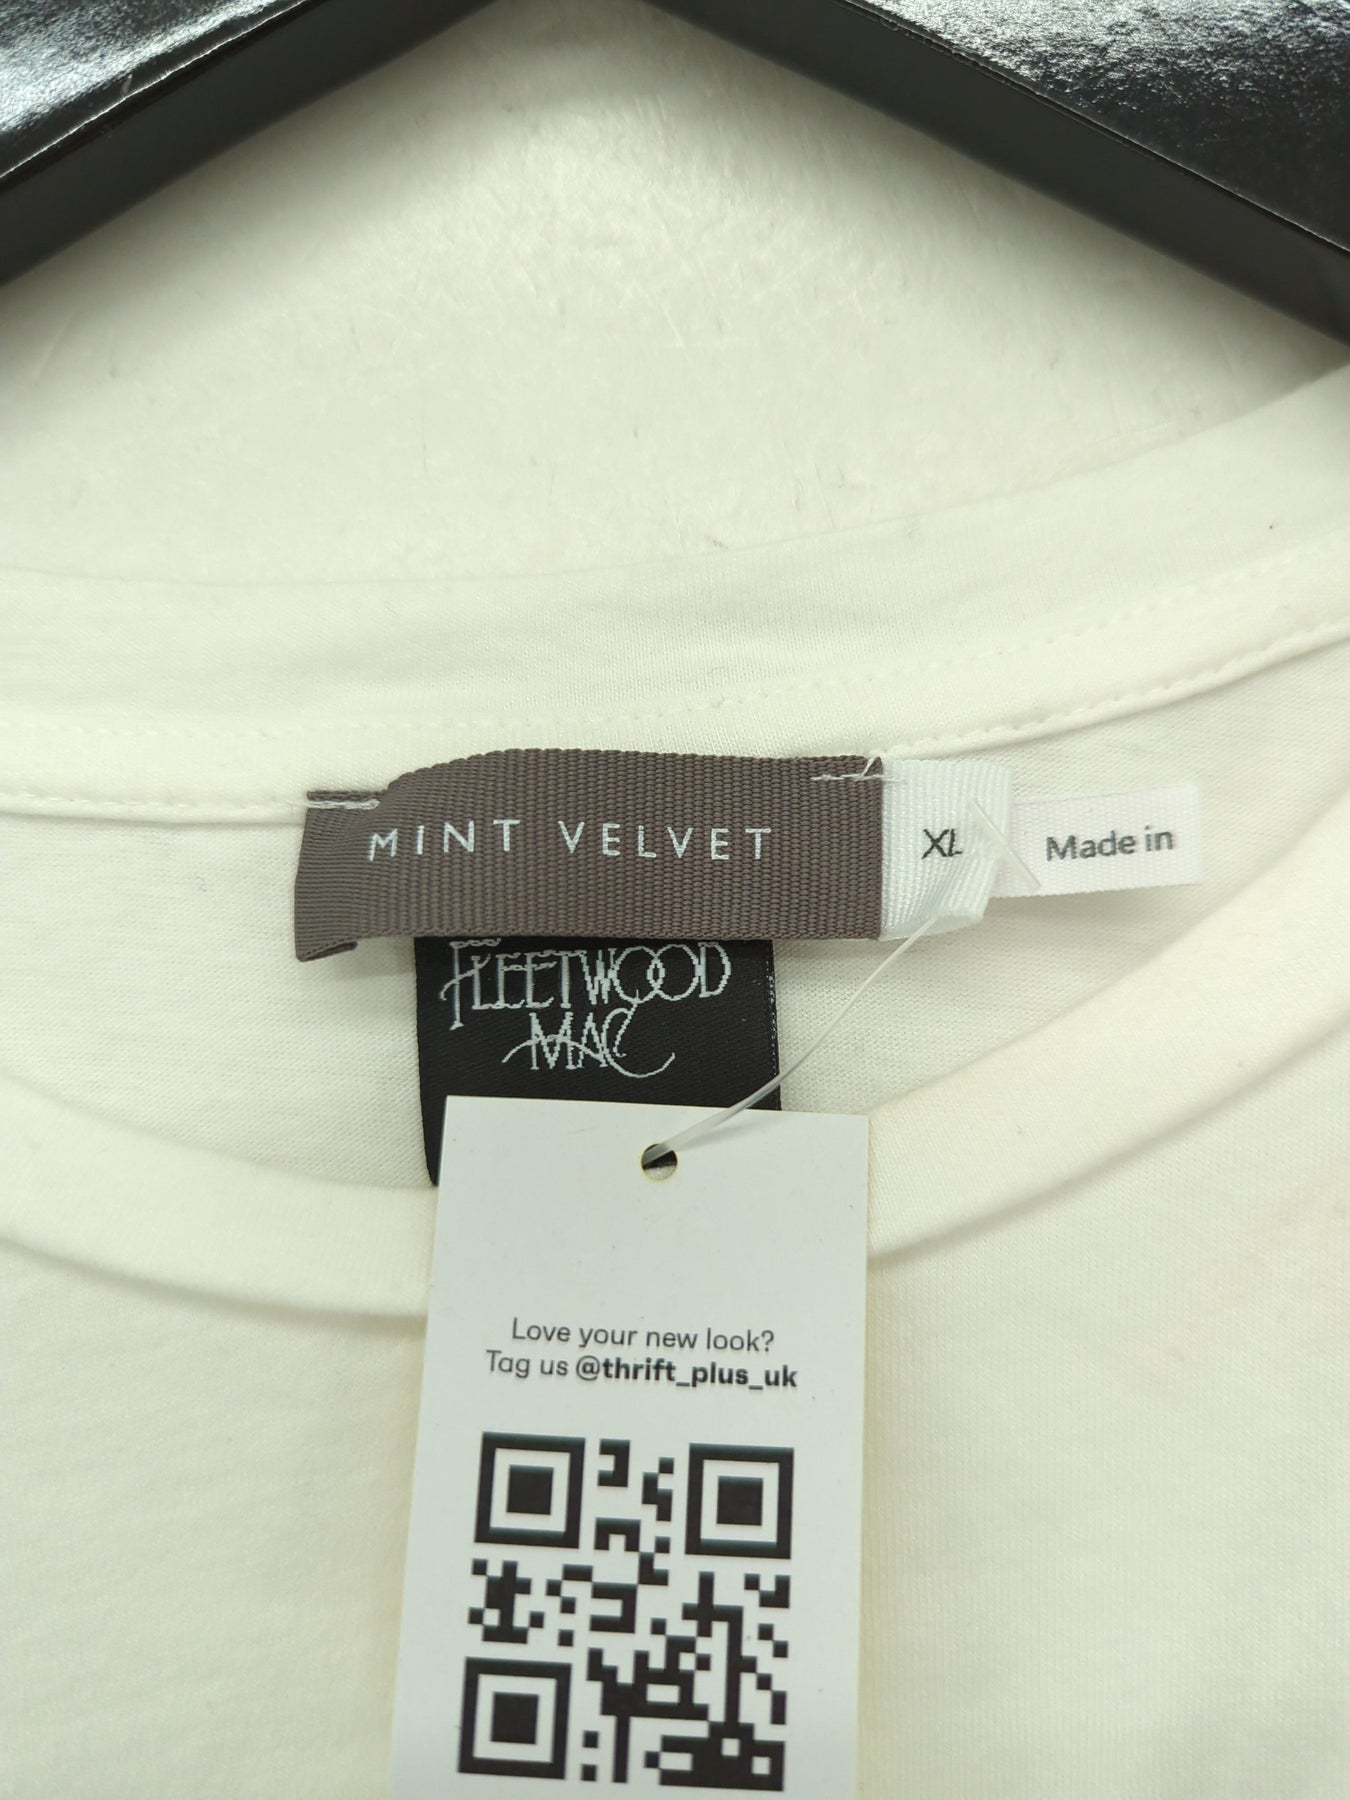 MINT VELVET
XL
Made in
FLEETWOOD
MAC
Love your new look?
Tag us @thrift_plus_uk